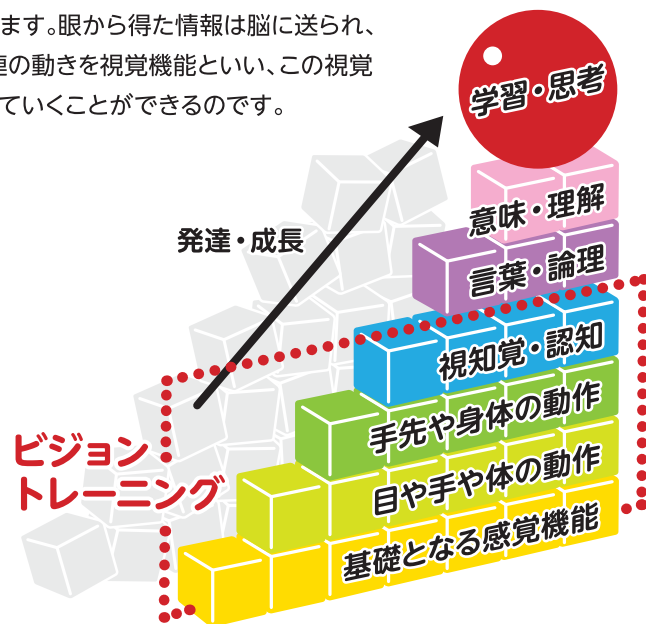 ます。眼から得た情報は脳に送られ、
連の動きを視覚機能といい、この視覚
ていくことができるのです。
学習・思考
意味・理解
発達・成長
言葉・論理
視知覚・認知
手先や身体の動作
ビジョン
トレーニング
目や手や体の動作
基礎となる感覚機能